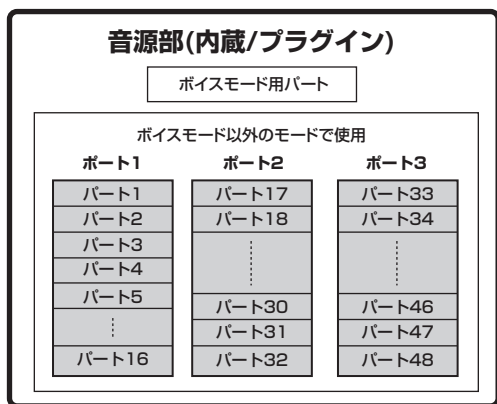 音源部(内蔵/プラグイン)
ボイスモード用パート
ボイスモード以外のモードで使用
ポート1
パート1
パート2
パート3
パート4
パート5
パート16
ポート2
パート17
パート18
パート30
パート31
パート32
ポート3
パート33
パート34
パート46
パート47
パート48